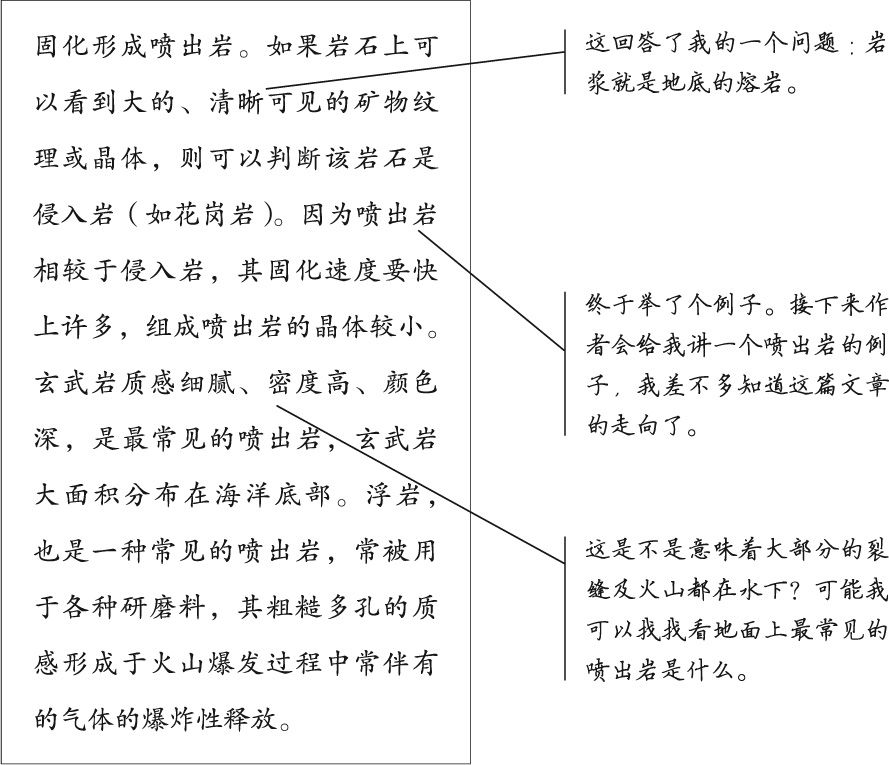 固化形成喷出岩。如果岩石上可
以看到大的、清晰可见的矿物纹
理或晶体，则可以判断该岩石是
侵入岩（如花岗岩）。因为喷出岩
相较于侵入岩，其固化速度要快
上许多，组成喷出岩的晶体较小。
玄武岩质感细腻、密度高、颜色
深，是最常见的喷出岩，玄武岩
大面积分布在海洋底部。浮岩，
也是一种常见的喷出岩，常被用
于各种研磨料，其粗糙多孔的质
感形成于火山爆发过程中常伴有
的气体的爆炸性释放。
这回答了我的一个问题：岩
浆就是地底的熔岩。
终于举了个例子。接下来作
者会给我讲一个喷出岩的例
子，我差不多知道这篇文章
的走向了。
这是不是意味着大部分的裂
缝及火山都在水下？可能我
可以找找看地面上最常见的
喷出岩是什么。